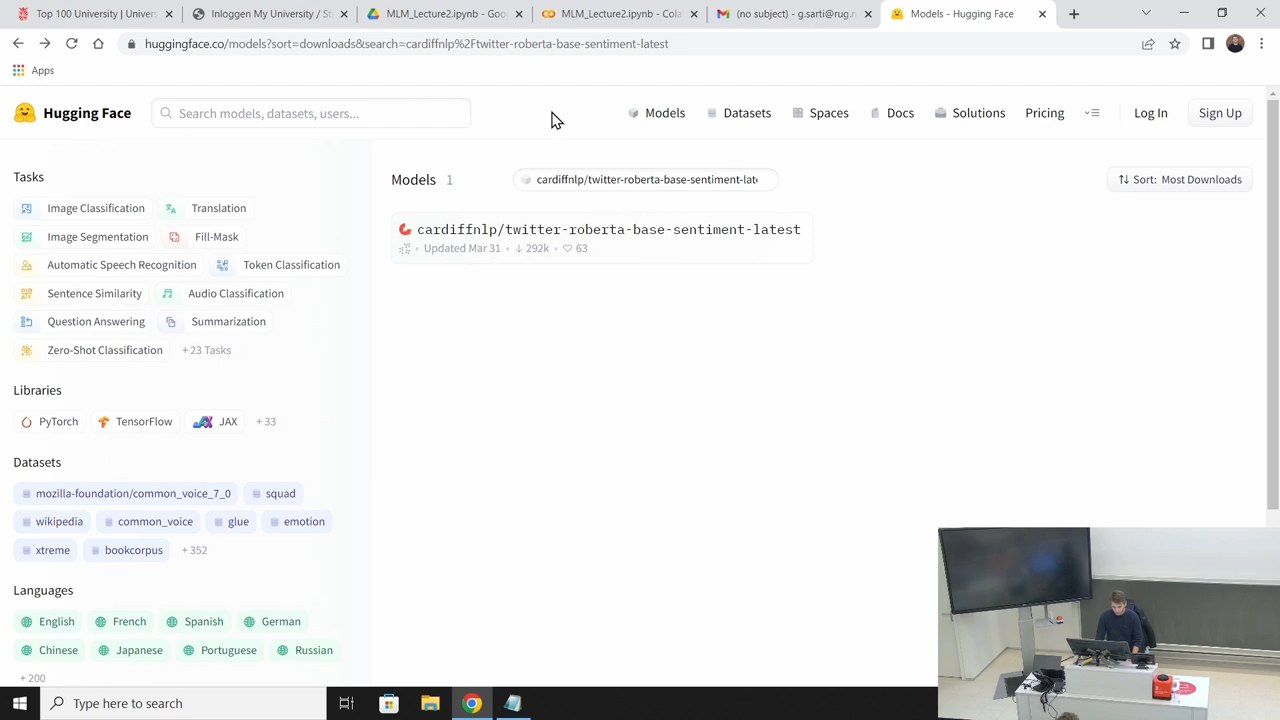 Top 100 University | Univers
Inloggen My University / St
MLM_Lecture2.ipynb - Goo
MLM_Lecture2.ipynb - Cola
(no subject) - g.sarti@rug.n
Models - Hugging Face
huggingface.co/models?sort=downloads&search=cardiffnlp%2Ftwitter-roberta-base-sentiment-latest
Apps
Hugging Face
Search models, datasets, users...
Models
Datasets
Spaces
Docs
Solutions
Pricing
Log In
Sign Up
Tasks
Image Classification
Translation
Image Segmentation
Fill-Mask
Automatic Speech Recognition
Token Classification
Sentence Similarity
Audio Classification
Question Answering
Summarization
Zero-Shot Classification
+ 23 Tasks
Libraries
PyTorch
TensorFlow
JAX
+ 33
Datasets
mozilla-foundation/common_voice_7_0
squad
wikipedia
common_voice
glue
emotion
xtreme
bookcorpus
+ 352
Languages
English
French
Spanish
German
Chinese
Japanese
Portuguese
Russian
+ 200
Models 1
cardiffnlp/twitter-roberta-base-sentiment-late
Sort: Most Downloads
cardiffnlp/twitter-roberta-base-sentiment-latest
• Updated Mar 31 • ↓ 292k • ♡ 63
Type here to search